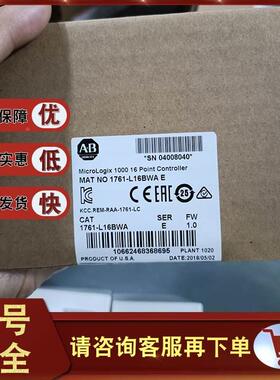 保障 优
实惠 低
发货 快
AB
*SN 04008040*
MicroLogix 1000 16 Point Controller
MAT NO 1761-L16BWA E
25
KCC-REM-RAA-1761-LC
CAT SER FW
1761-L16BWA E 1.0
PLANT: 1020
10662468368695 DATE: 2018/05/02
PRODUCT OF U.S.A.
号
全
请咨询客服再下单